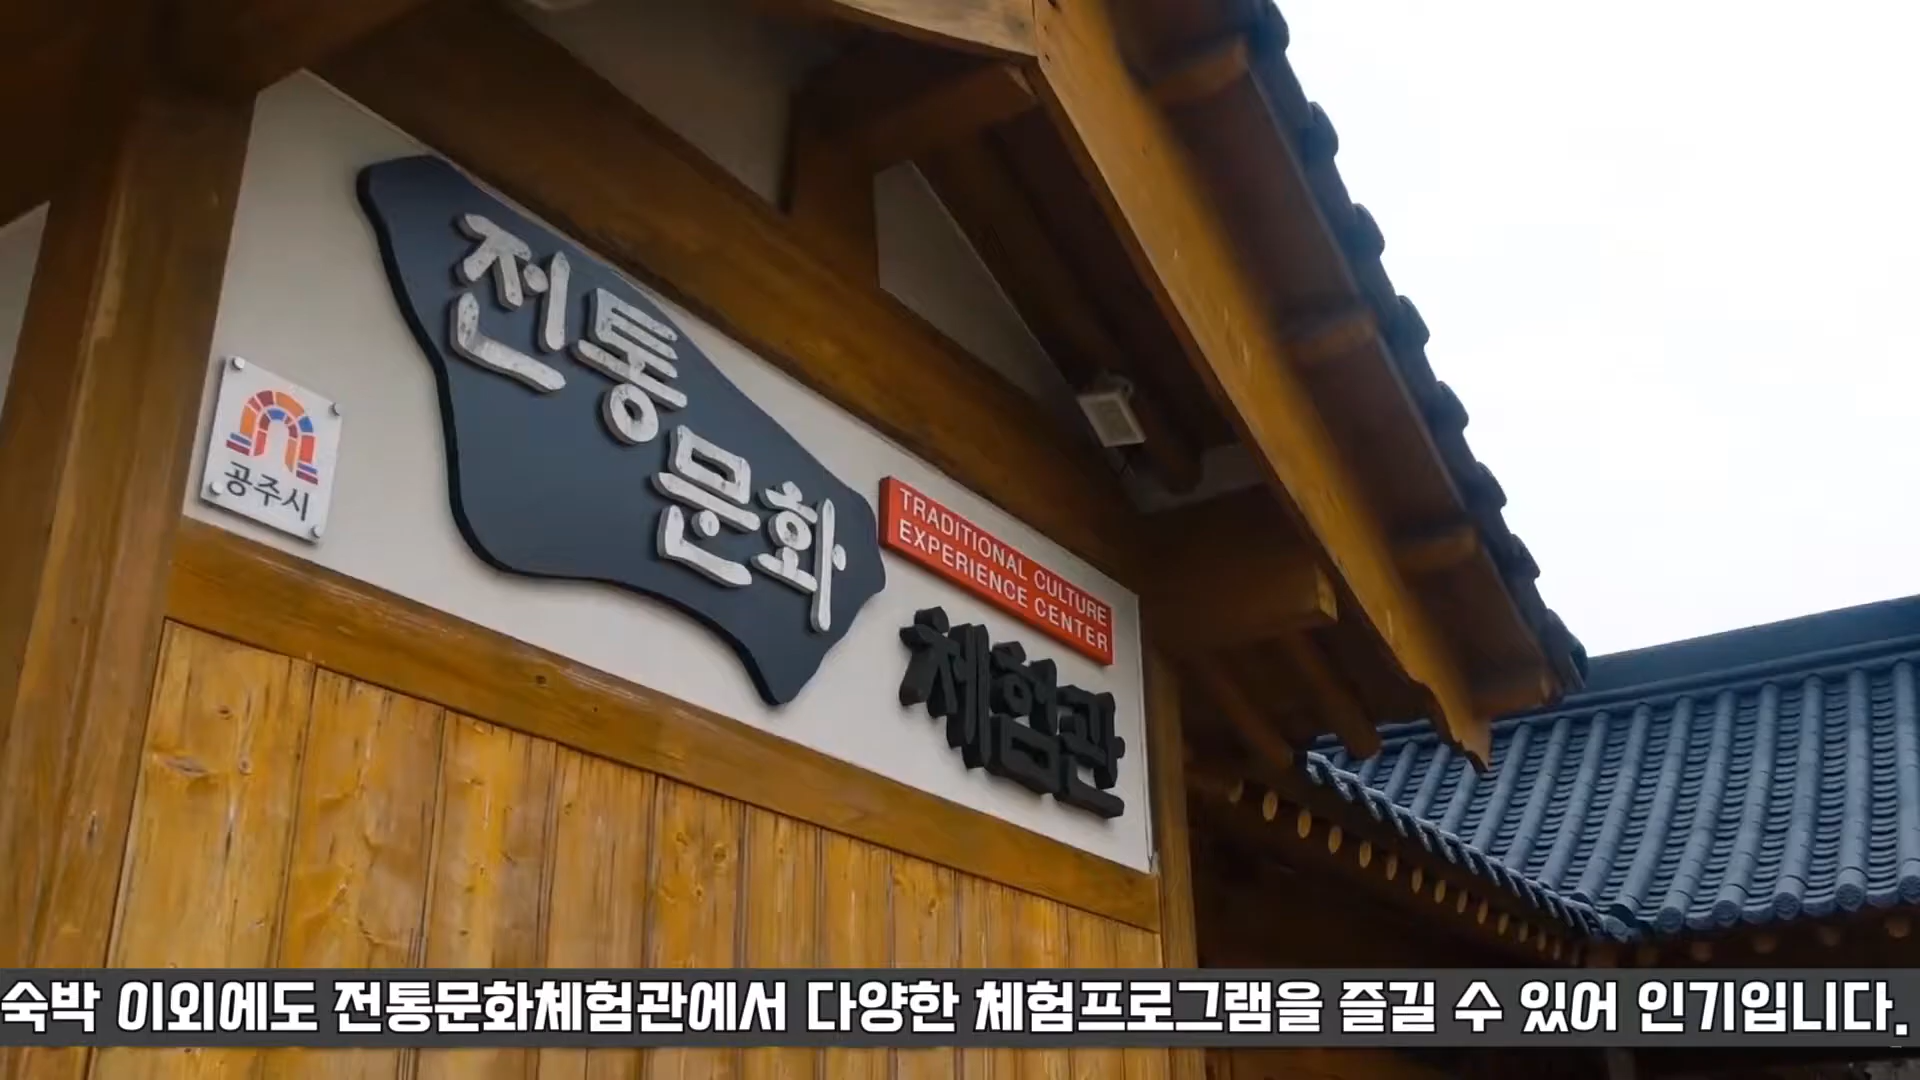 전통
문화
공주시
TRADITIONAL CULTURE
EXPERIENCE CENTER
체험관
숙박 이외에도 전통문화체험관에서 다양한 체험프로그램을 즐길 수 있어 인기입니다.